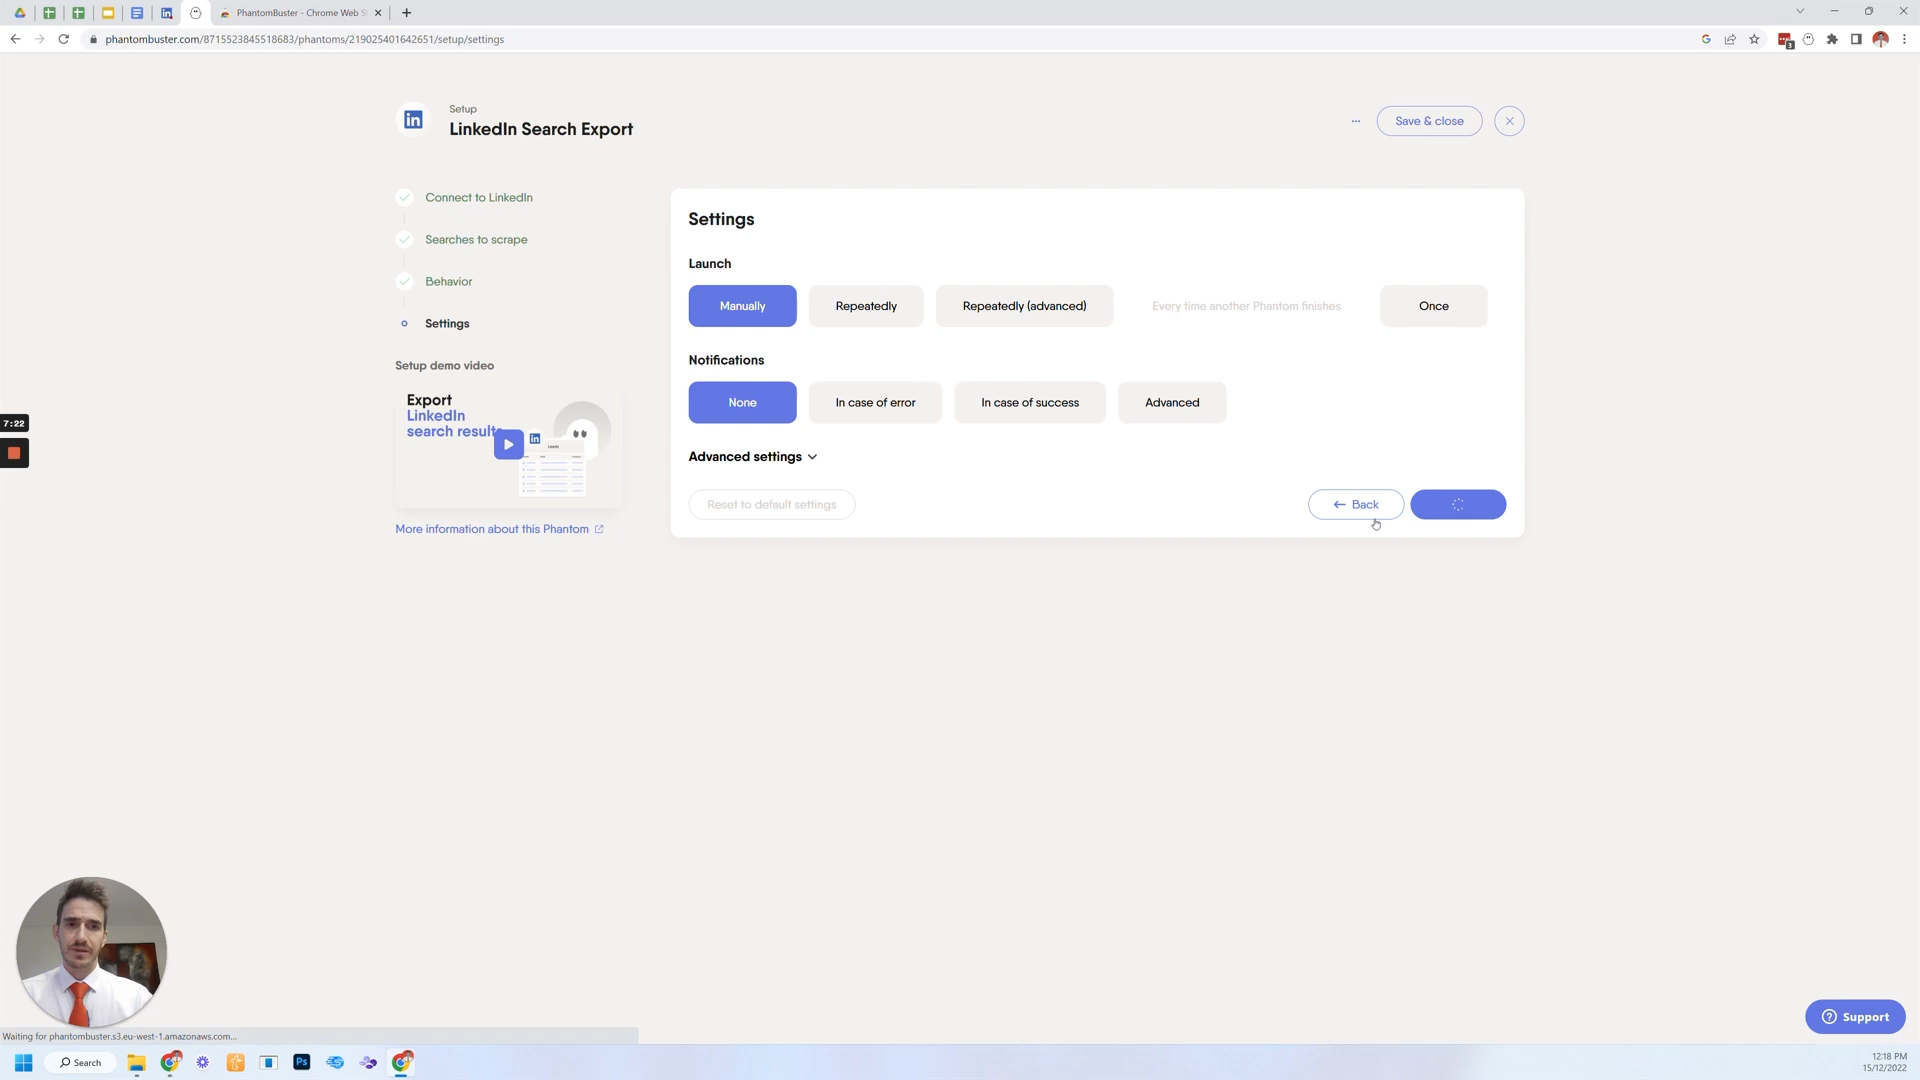 PhantomBuster - Chrome Web S
phantombuster.com/8715523845518683/phantoms/219025401642651/setup/settings
3
Setup
LinkedIn Search Export
Save & close
Connect to LinkedIn
Searches to scrape
Behavior
Settings
Setup demo video
Export
LinkedIn
search results
in
Leads
More information about this Phantom
Settings
Launch
Manually
Repeatedly
Repeatedly (advanced)
Every time another Phantom finishes
Once
Notifications
None
In case of error
In case of success
Advanced
Advanced settings
Reset to default settings
Back
7:22
Support
Waiting for phantombuster.s3.eu-west-1.amazonaws.com...
Search
Ps
12:18 PM
15/12/2022